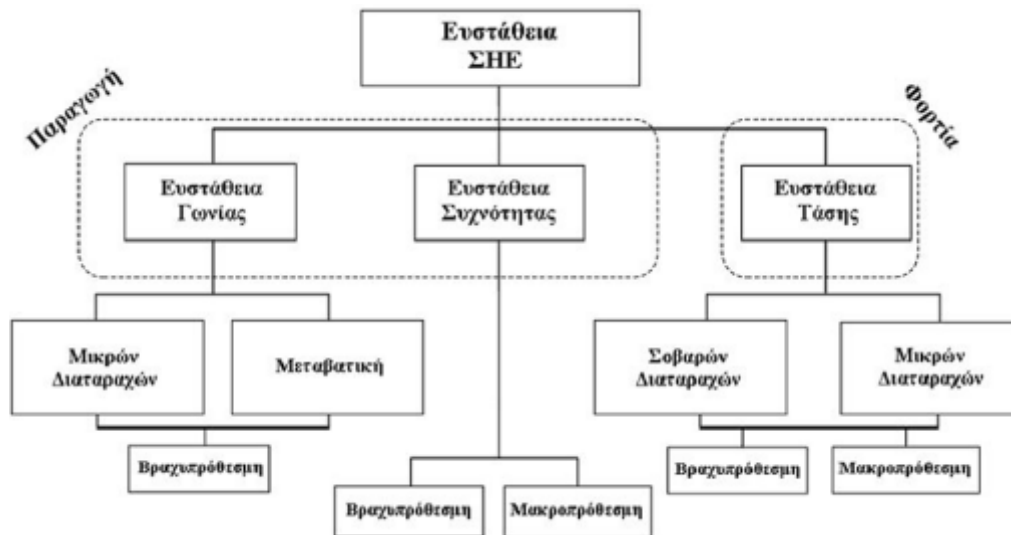 Ευστάθεια
ΣΗΕ
Παραγωγή
Φορτία
Ευστάθεια
Γωνίας
Ευστάθεια
Συχνότητας
Ευστάθεια
Τάσης
Μικρών
Διαταραχών
Μεταβατική
Σοβαρών
Διαταραχών
Μικρών
Διαταραχών
Βραχυπρόθεσμη
Βραχυπρόθεσμη
Μακροπρόθεσμη
Βραχυπρόθεσμη
Μακροπρόθεσμη